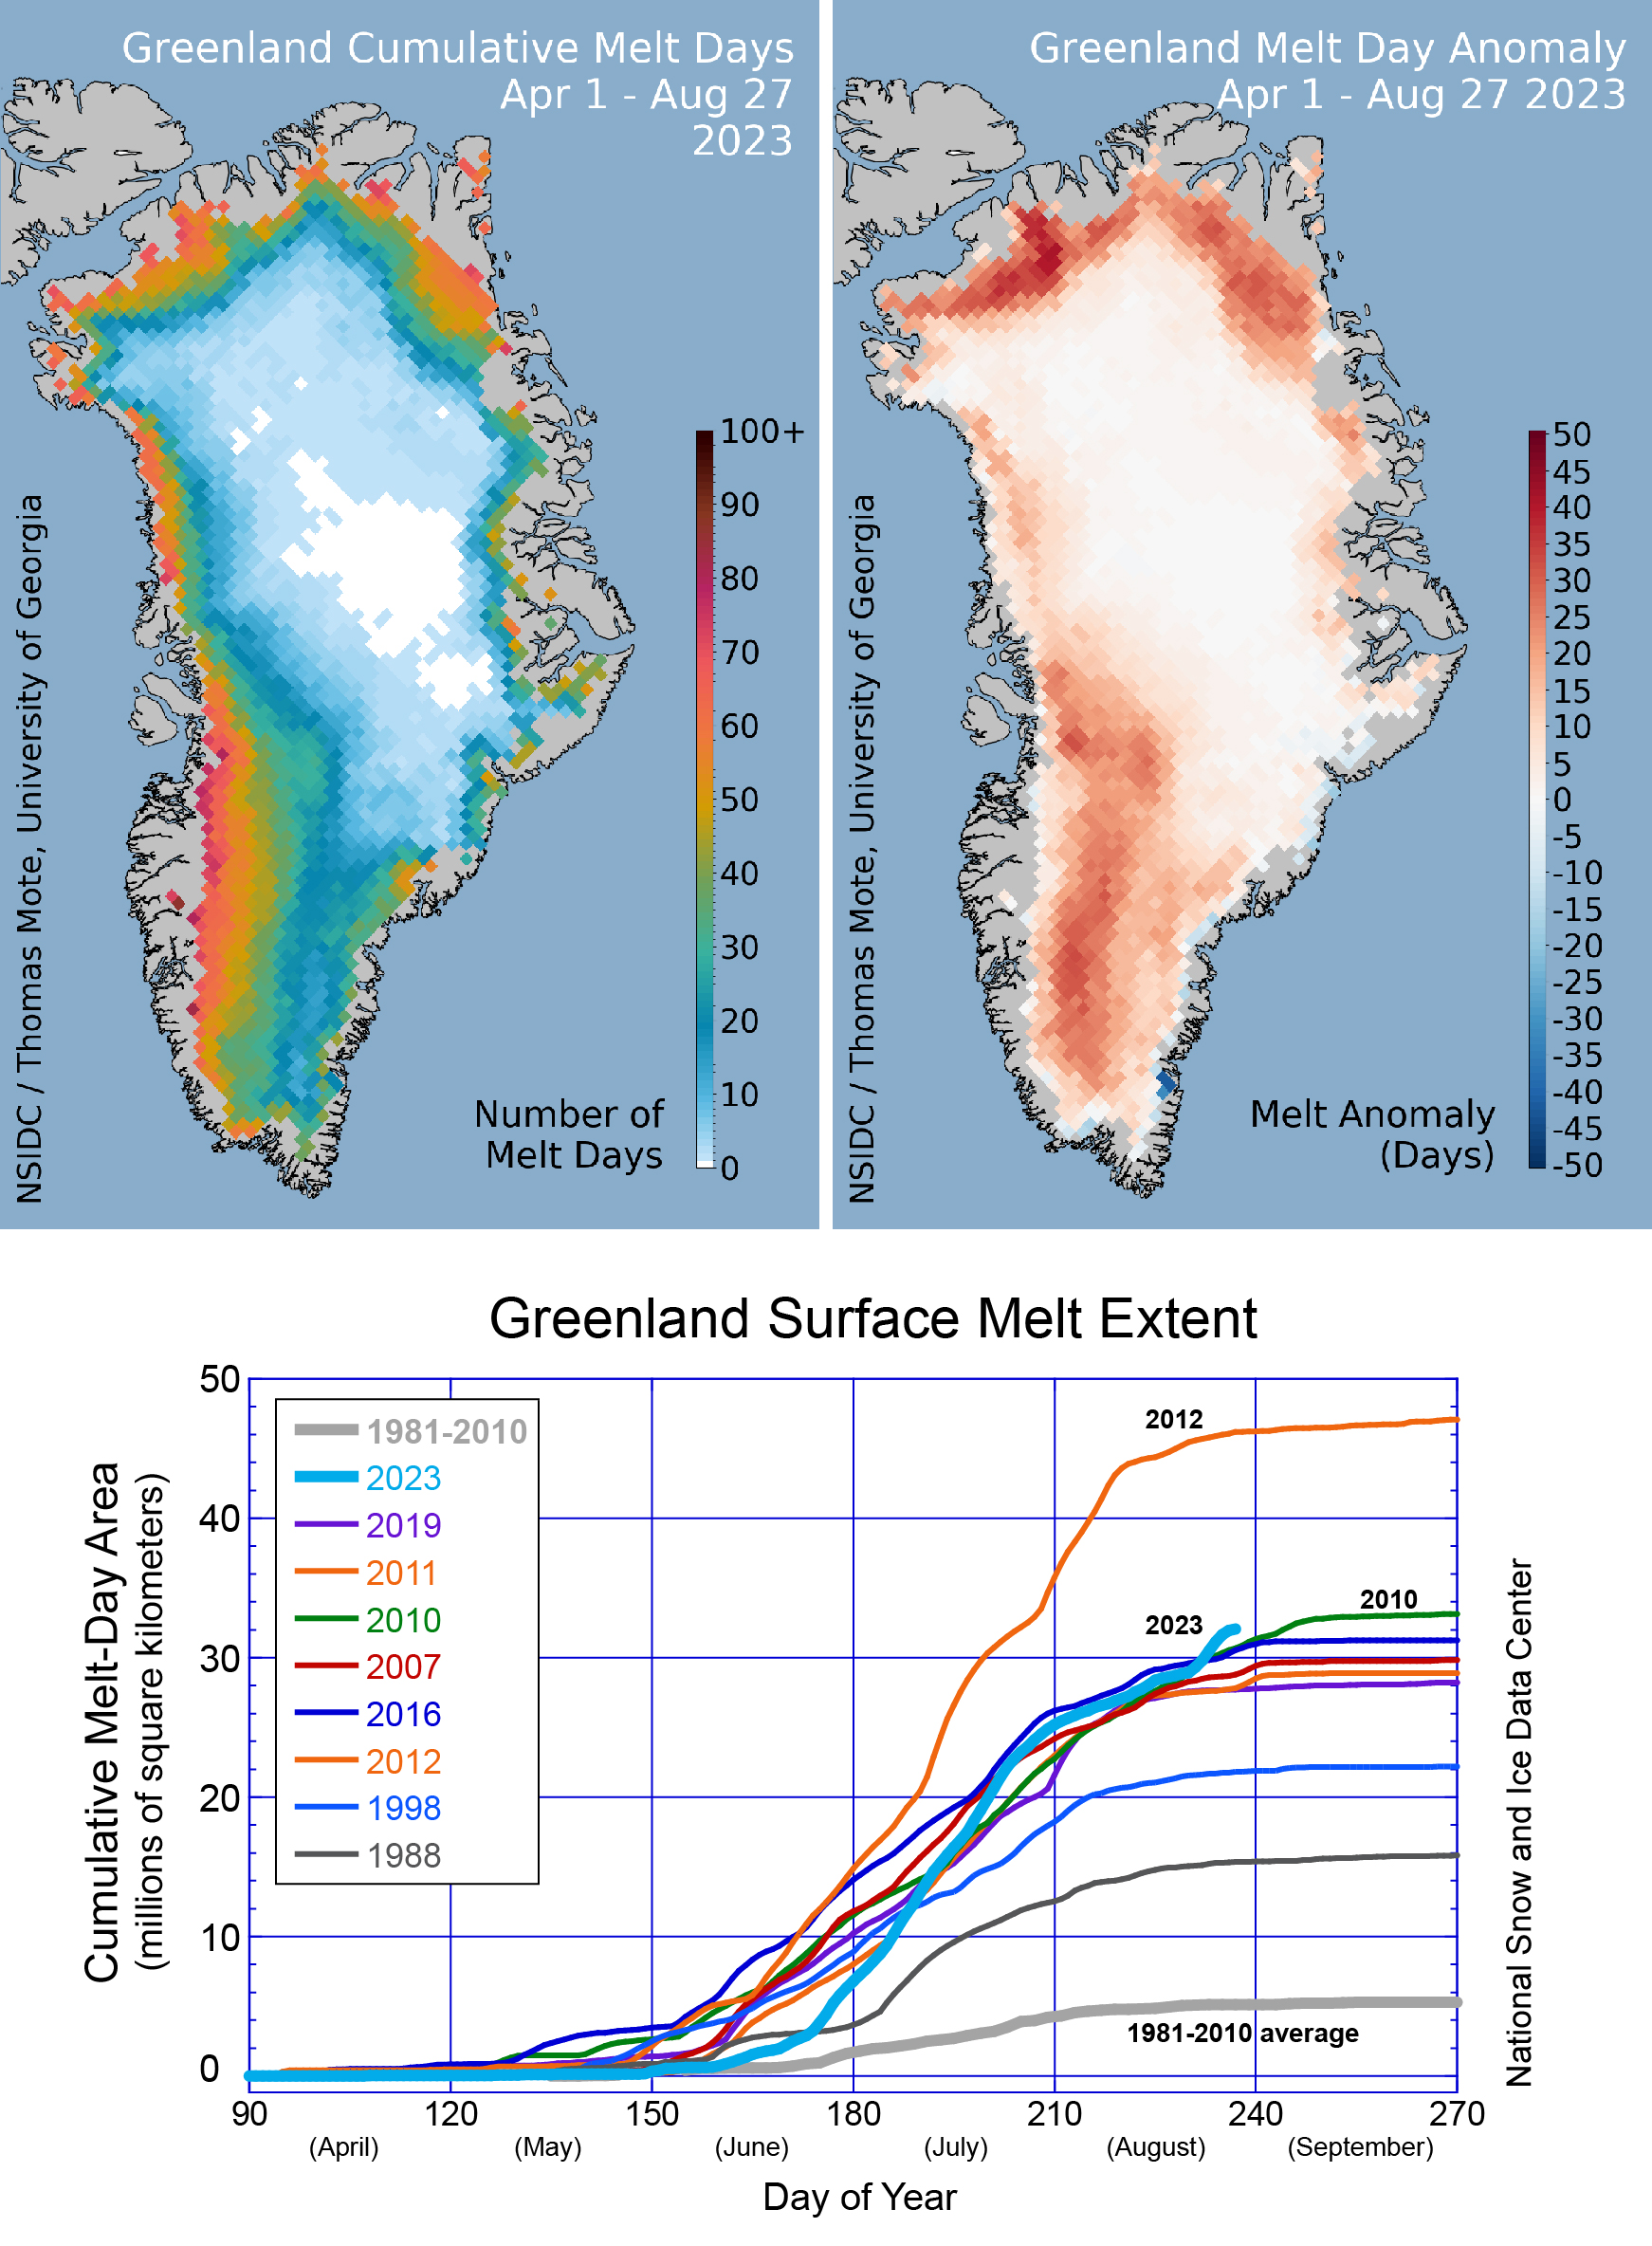 Greenland Cumulative Melt Days
Apr 1 - Aug 27
2023
NSIDC / Thomas Mote, University of Georgia
100+
90
80
70
60
50
40
30
20
10
0
Number of
Melt Days
Greenland Melt Day Anomaly
Apr 1 - Aug 27 2023
NSIDC / Thomas Mote, University of Georgia
50
45
40
35
30
25
20
15
10
5
0
-5
-10
-15
-20
-25
-30
-35
-40
-45
-50
Melt Anomaly
(Days)
Greenland Surface Melt Extent
Cumulative Melt-Day Area
(millions of square kilometers)
50
40
30
20
10
0
1981-2010
2023
2019
2011
2010
2007
2016
2012
1998
1988
2012
2010
2023
1981-2010 average
National Snow and Ice Data Center
90
120
150
180
210
240
270
(April)
(May)
(June)
(July)
(August)
(September)
Day of Year